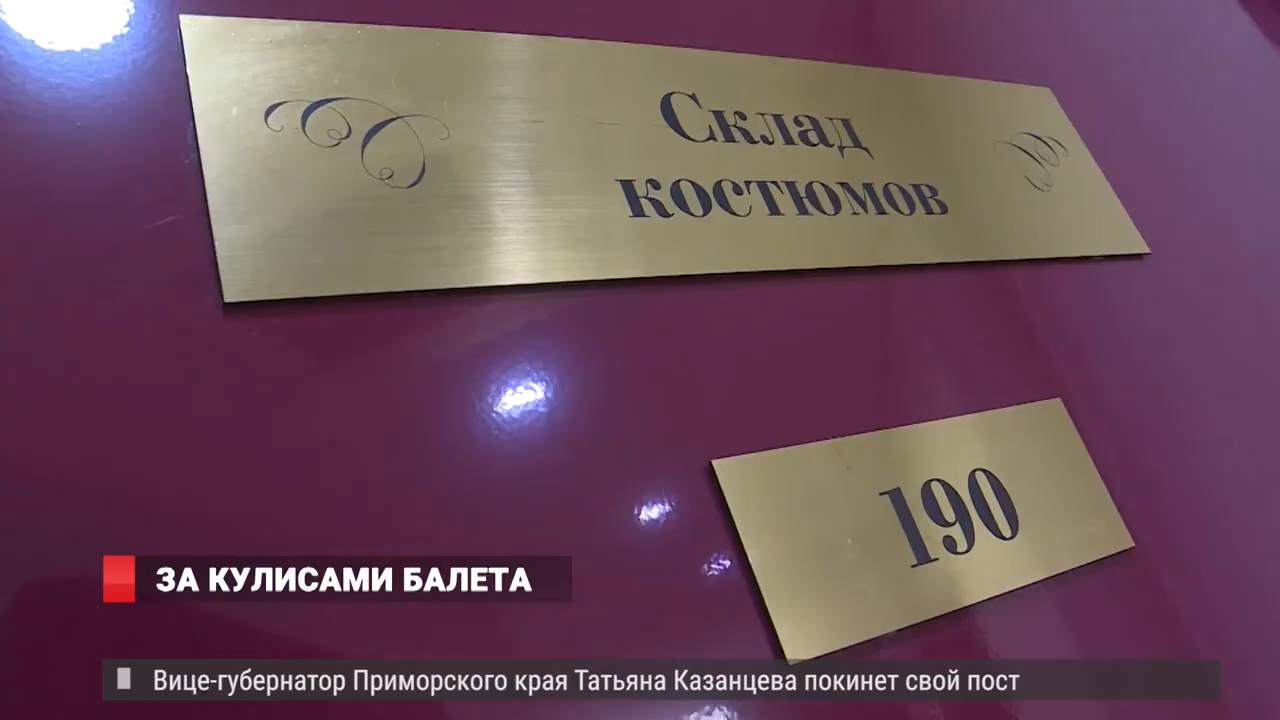 Склад
костюмов
190
ЗА КУЛИСАМИ БАЛЕТА
Вице-губернатор Приморского края Татьяна Казанцева покинет свой пост